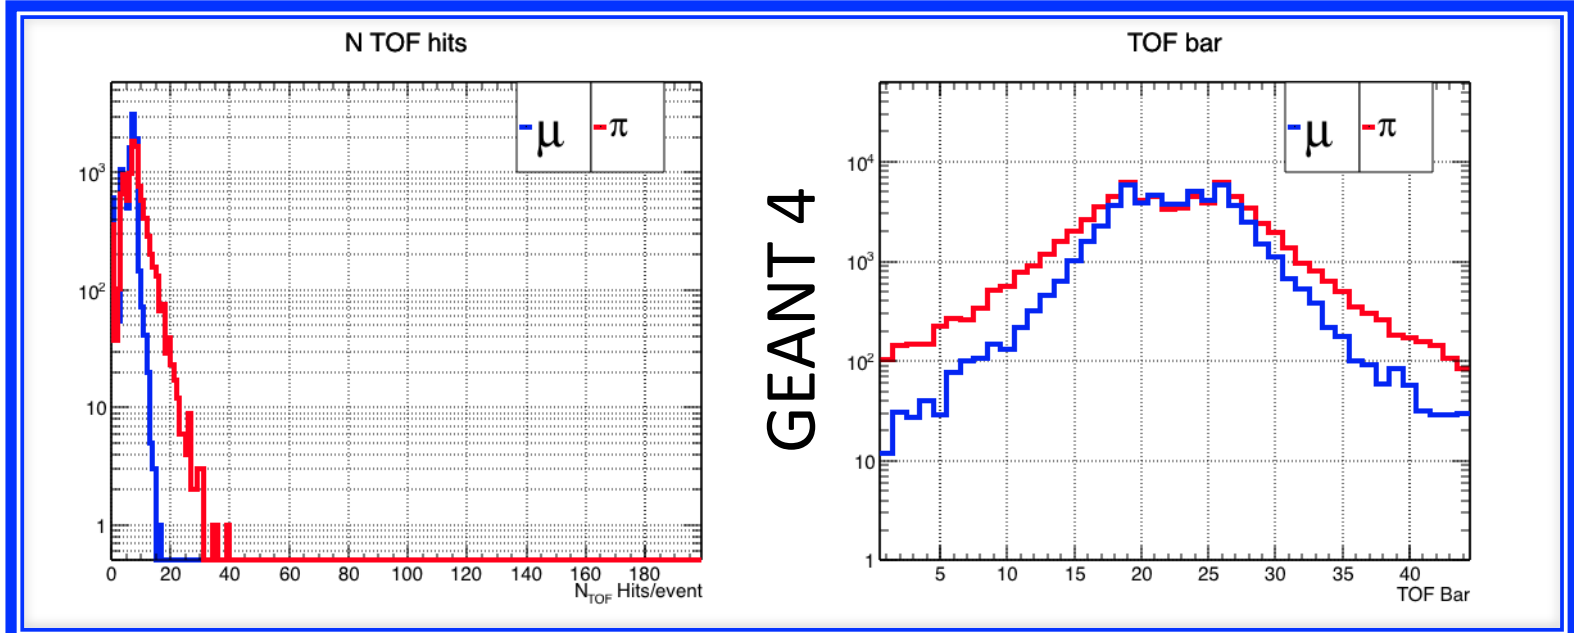 N TOF hits
μ
π
10³
10²
10
1
0 20 40 60 80 100 120 140 160 180
N_TOF Hits/event
GEANT 4
TOF bar
μ
π
10⁴
10³
10²
10
1
5 10 15 20 25 30 35 40
TOF Bar